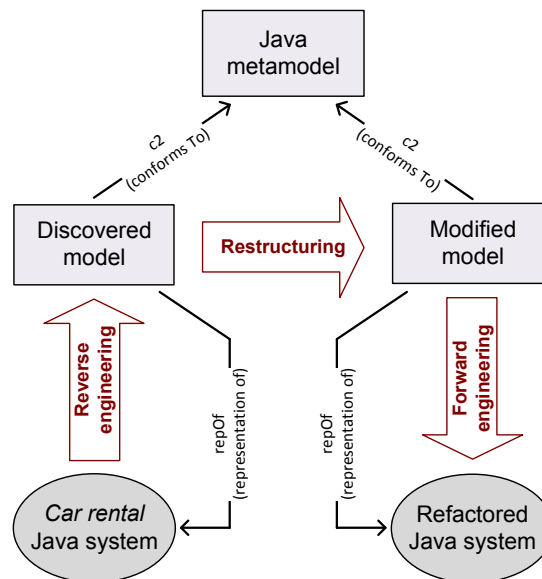 Java
metamodel
c2
(conforms To)
c2
(conforms To)
Discovered
model
Restructuring
Modified
model
Reverse
engineering
repOf
(representation of)
repOf
(representation of)
Forward
engineering
Car rental
Java system
Refactored
Java system